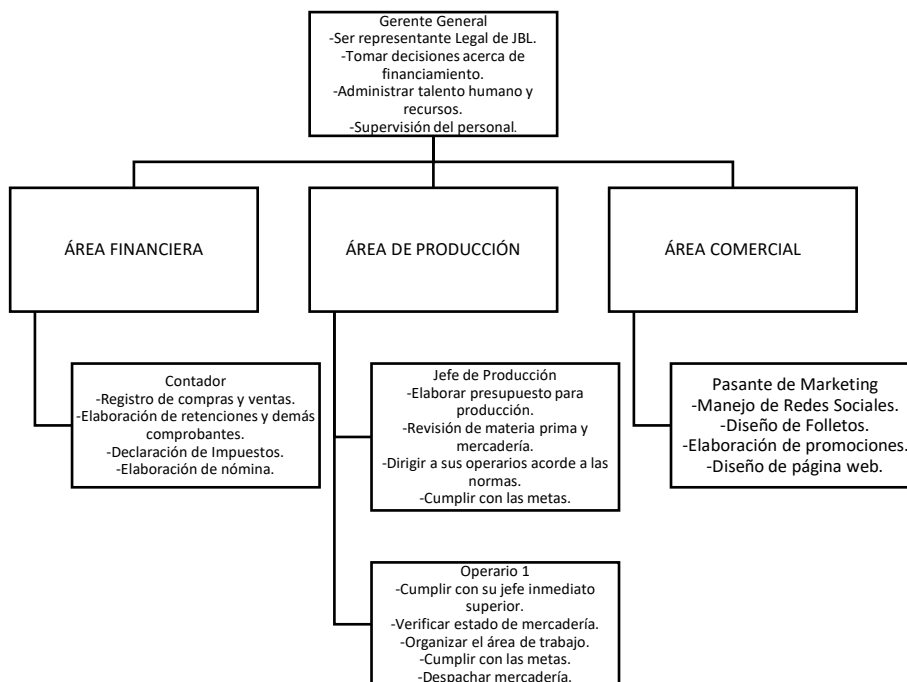 Gerente General
-Ser representante Legal de JBL.
-Tomar decisiones acerca de
financiamiento.
-Administrar talento humano y
recursos.
-Supervisión del personal.
ÁREA FINANCIERA
ÁREA DE PRODUCCIÓN
ÁREA COMERCIAL
Contador
-Registro de compras y ventas.
-Elaboración de retenciones y demás
comprobantes.
-Declaración de Impuestos.
-Elaboración de nómina.
Jefe de Producción
-Elaborar presupuesto para
producción.
-Revisión de materia prima y
mercadería.
-Dirigir a sus operarios acorde a las
normas.
-Cumplir con las metas.
Pasante de Marketing
-Manejo de Redes Sociales.
-Diseño de Folletos.
-Elaboración de promociones.
-Diseño de página web.
Operario 1
-Cumplir con su jefe inmediato
superior.
-Verificar estado de mercadería.
-Organizar el área de trabajo.
-Cumplir con las metas.
-Despachar mercadería.